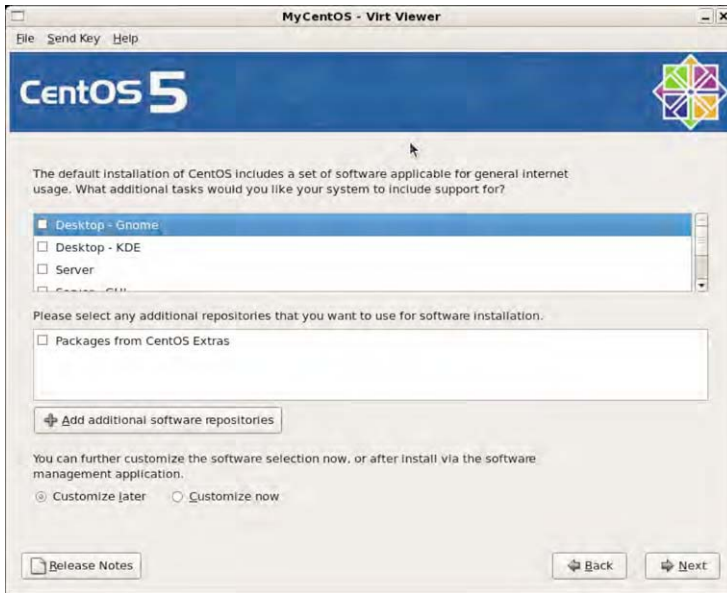 MyCentOS - Virt Viewer
File Send Key Help
CentOS 5
The default installation of CentOS includes a set of software applicable for general internet
usage. What additional tasks would you like your system to include support for?
Desktop - Gnome
Desktop - KDE
Server
Please select any additional repositories that you want to use for software installation.
Packages from CentOS Extras
Add additional software repositories
You can further customize the software selection now, or after install via the software
management application.
Customize later Customize now
Release Notes Back Next